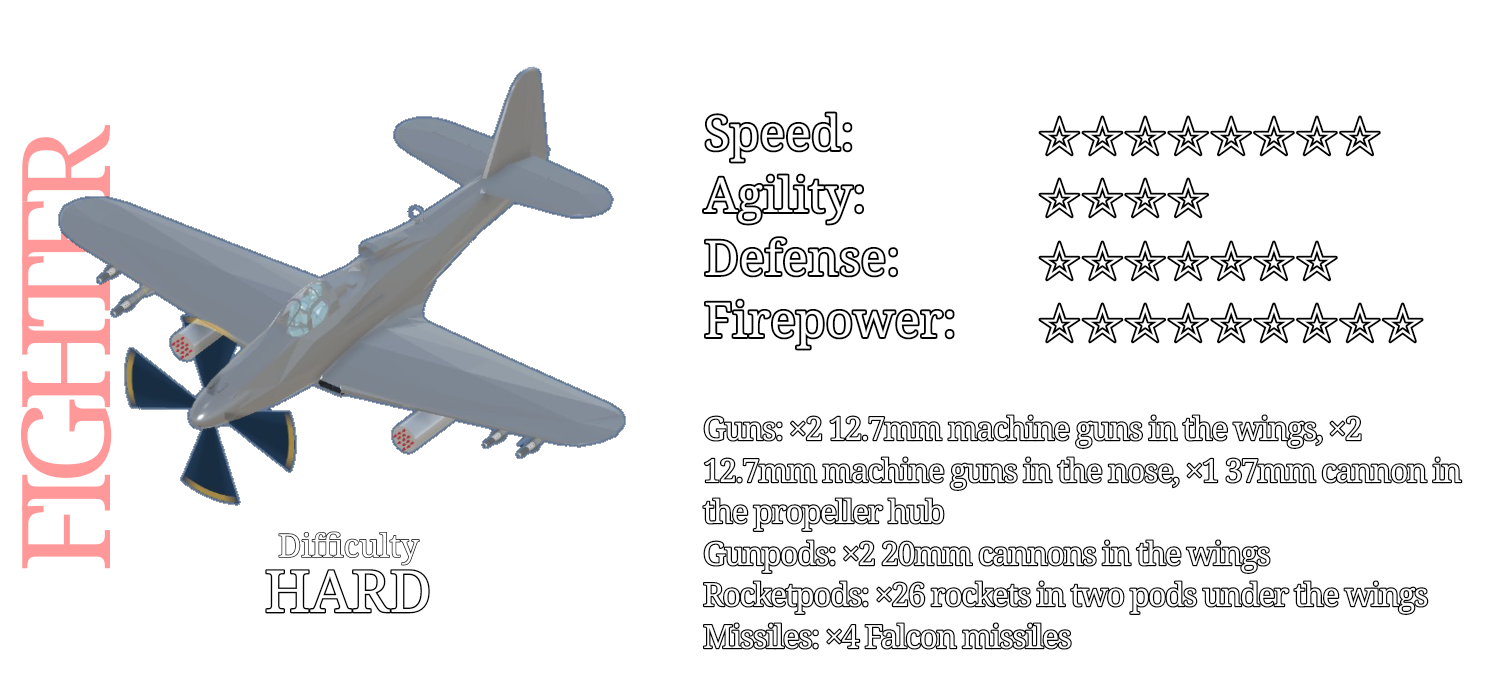 FIGHTER
Difficulty
HARD
Speed: ☆☆☆☆☆☆☆☆
Agility: ☆☆☆☆
Defense: ☆☆☆☆☆☆☆
Firepower: ☆☆☆☆☆☆☆☆☆
Guns: ×2 12.7mm machine guns in the wings, ×2
12.7mm machine guns in the nose, ×1 37mm cannon in
the propeller hub
Gunpods: ×2 20mm cannons in the wings
Rocketpods: ×26 rockets in two pods under the wings
Missiles: ×4 Falcon missiles